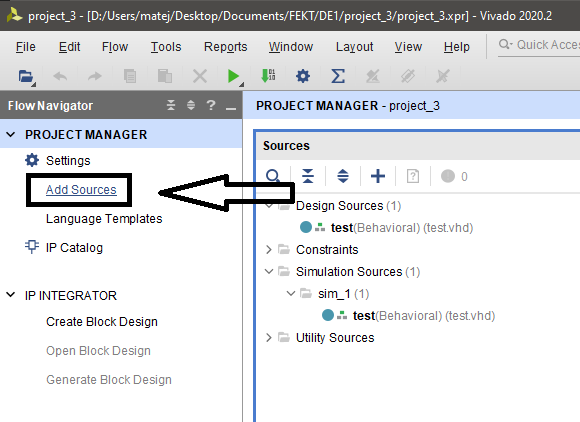 project_3 - [D:/Users/matej/Desktop/Documents/FEKT/DE1/project_3/project_3.xpr] - Vivado 2020.2
File Edit Flow Tools Reports Window Layout View Help Quick Acce
Flow Navigator
PROJECT MANAGER
Settings
Add Sources
Language Templates
IP Catalog
IP INTEGRATOR
Create Block Design
Open Block Design
Generate Block Design
PROJECT MANAGER - project_3
Sources
0
Design Sources (1)
test(Behavioral) (test.vhd)
Constraints
Simulation Sources (1)
sim_1 (1)
test(Behavioral) (test.vhd)
Utility Sources